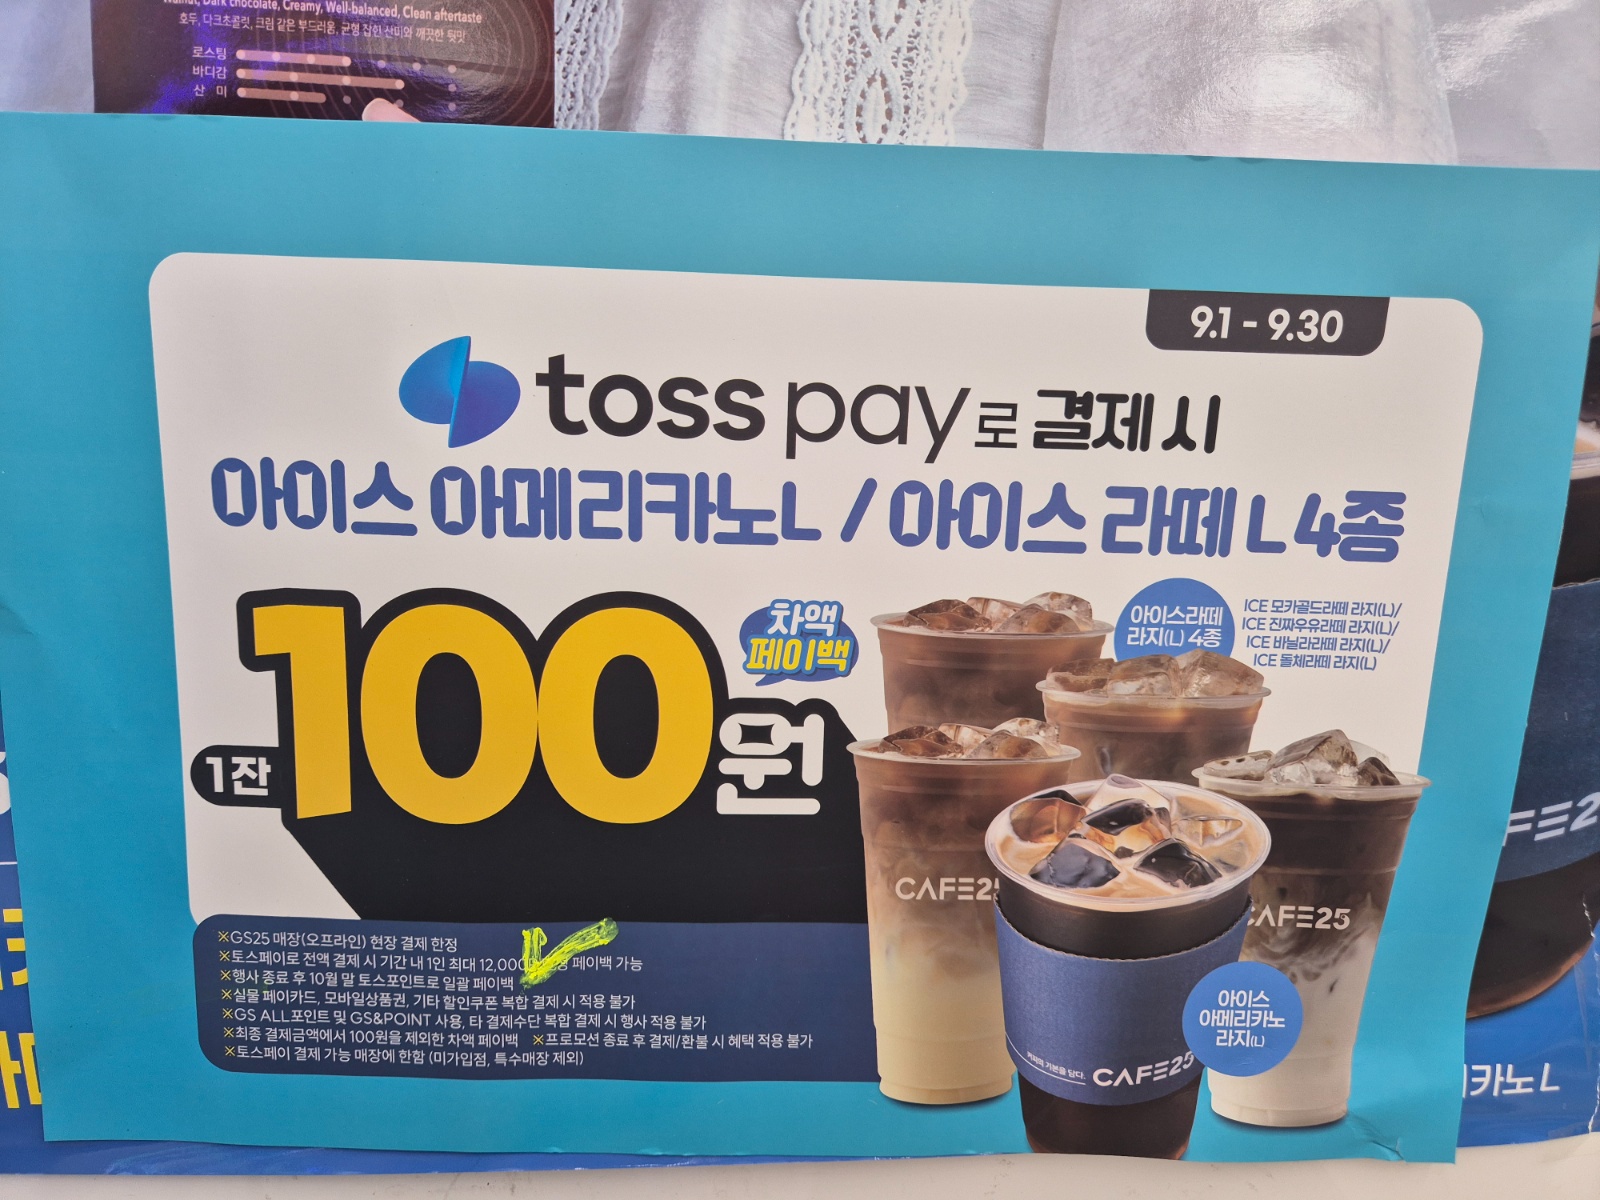 Walnut, Dark chocolate, Creamy, Well-balanced, Clean aftertaste
호두, 다크초콜릿, 크림 같은 부드러움, 균형 잡힌 산미와 깨끗한 뒷맛
로스팅
바디감
산 미
9.1 - 9.30
toss pay로 결제 시
아이스 아메리카노L / 아이스 라떼 L 4종
1잔 100원
차액
페이백
아이스라떼
라지(L) 4종
ICE 모카골드라떼 라지(L)/
ICE 진짜우유라떼 라지(L)/
ICE 바닐라라떼 라지(L)/
ICE 돌체라떼 라지(L)
CAFE25
CAFE25
아이스
아메리카노
라지(L)
커피의 기본을 담다.
CAFE25
※GS25 매장(오프라인) 현장 결제 한정
※토스페이로 전액 결제 시 기간 내 1인 최대 12,000 페이백 가능
※행사 종료 후 10월 말 토스포인트로 일괄 페이백
※실물 페이카드, 모바일상품권, 기타 할인쿠폰 복합 결제 시 적용 불가
※GS ALL포인트 및 GS&POINT 사용, 타 결제수단 복합 결제 시 행사 적용 불가
※최종 결제금액에서 100원을 제외한 차액 페이백 ※프로모션 종료 후 결제/환불 시 혜택 적용 불가
※토스페이 결제 가능 매장에 한함 (미가입점, 특수매장 제외)
카노 L